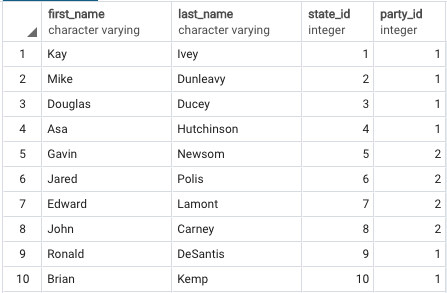 first_name last_name state_id party_id
character varying character varying integer integer
1 Kay Ivey 1 1
2 Mike Dunleavy 2 1
3 Douglas Ducey 3 1
4 Asa Hutchinson 4 1
5 Gavin Newsom 5 2
6 Jared Polis 6 2
7 Edward Lamont 7 2
8 John Carney 8 2
9 Ronald DeSantis 9 1
10 Brian Kemp 10 1